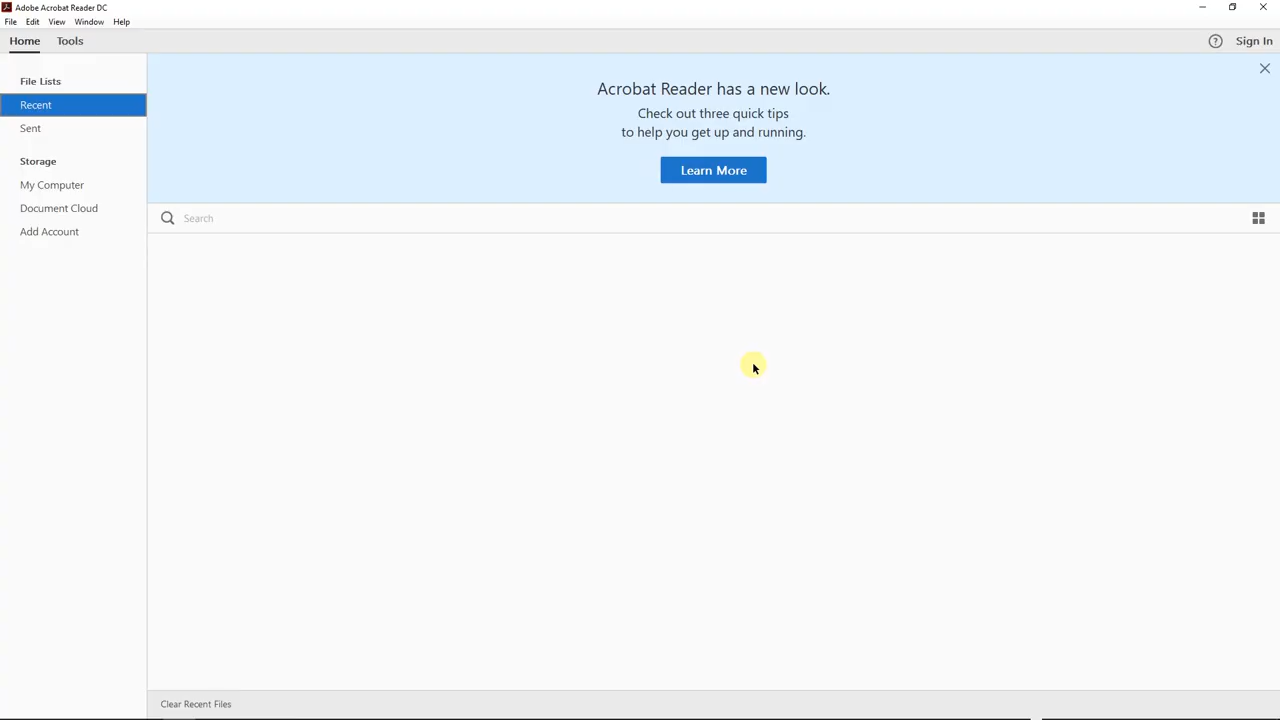 Adobe Acrobat Reader DC
File Edit View Window Help
Home Tools
Sign In
File Lists
Recent
Sent
Storage
My Computer
Document Cloud
Add Account
Acrobat Reader has a new look.
Check out three quick tips
to help you get up and running.
Learn More
Search
Clear Recent Files